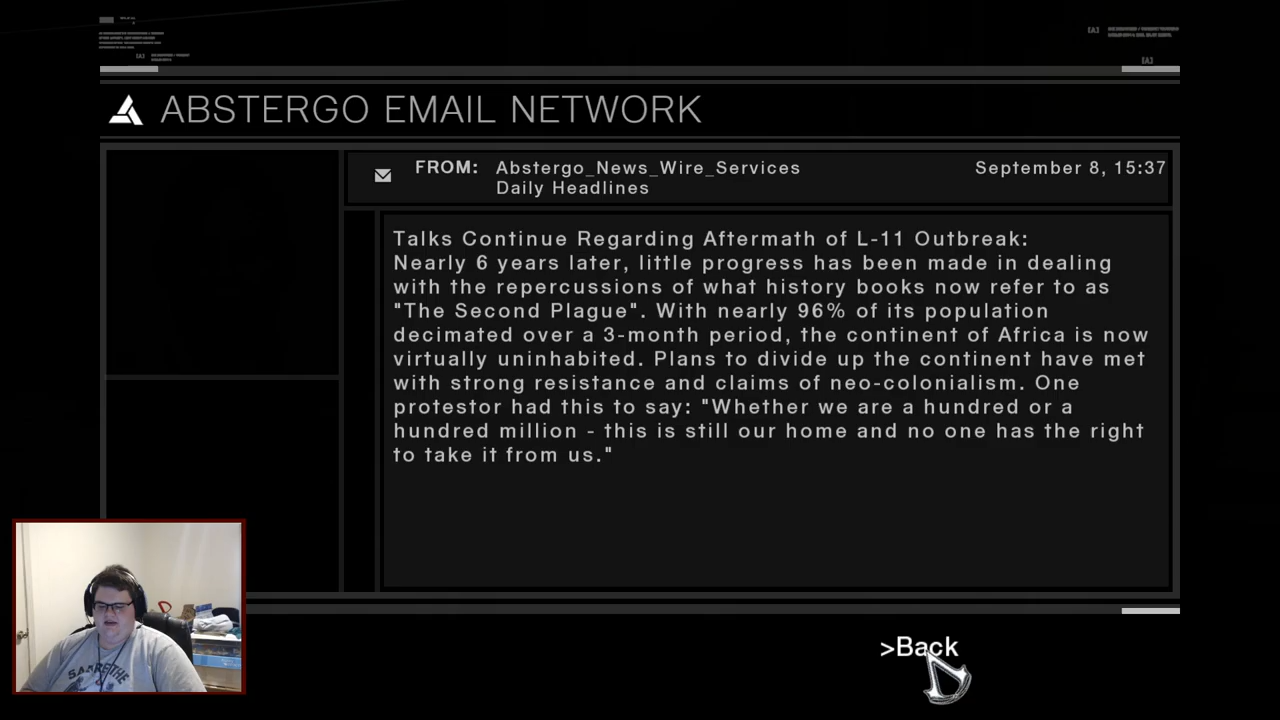 ABSTERGO EMAIL NETWORK
FROM: Abstergo_News_Wire_Services September 8, 15:37
Daily Headlines
Talks Continue Regarding Aftermath of L-11 Outbreak:
Nearly 6 years later, little progress has been made in dealing
with the repercussions of what history books now refer to as
"The Second Plague". With nearly 96% of its population
decimated over a 3-month period, the continent of Africa is now
virtually uninhabited. Plans to divide up the continent have met
with strong resistance and claims of neo-colonialism. One
protestor had this to say: "Whether we are a hundred or a
hundred million - this is still our home and no one has the right
to take it from us."
>Back